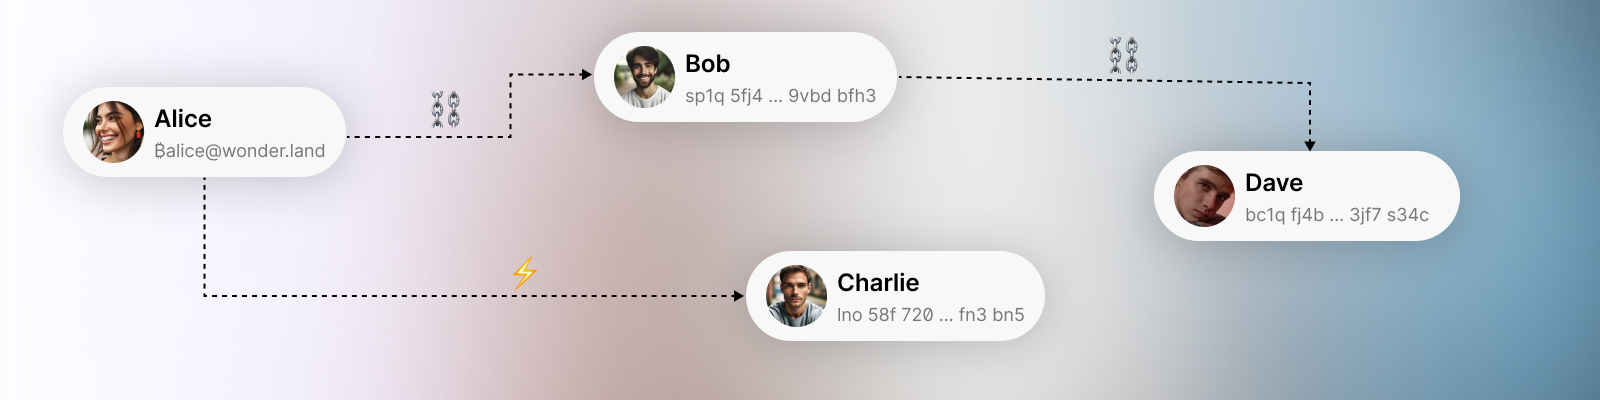 Alice
₿alice@wonder.land
Bob
sp1q 5fj4 ... 9vbd bfh3
Charlie
lno 58f 720 ... fn3 bn5
Dave
bc1q fj4b ... 3jf7 s34c